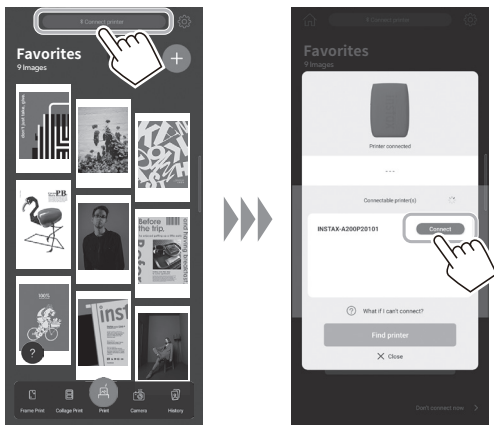 Connect printer
Favorites
9 Images
don't just take, give
PB
Before
the trip,
and having breakfast
100%
inst
?
Frame Print
Collage Print
Print
Camera
History
Connect printer
Favorites
9 Images
Printer connected
---
Connectable printer(s)
INSTAX-A200P20101
Connect
? What if I can't connect?
Find printer
X Close
Don't connect now >